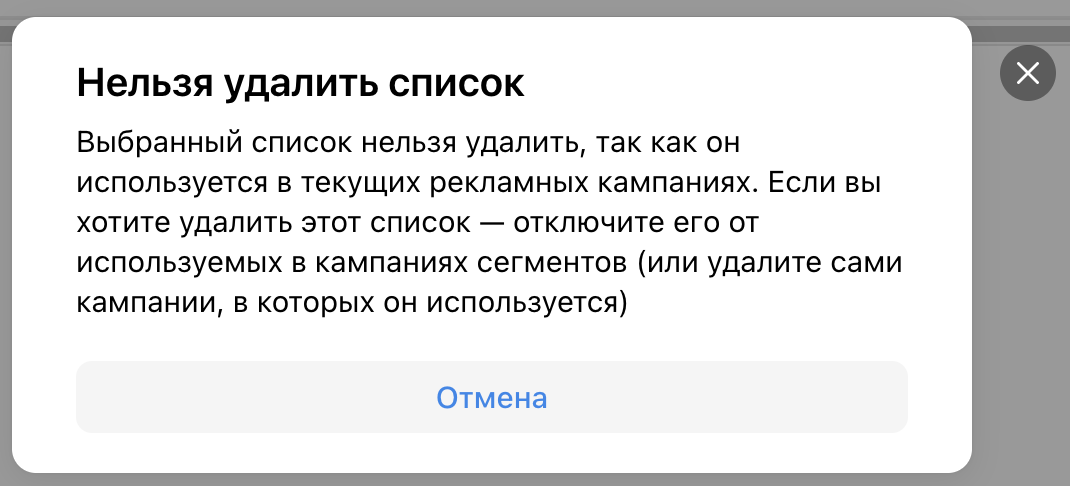 Нельзя удалить список
Выбранный список нельзя удалить, так как он
используется в текущих рекламных кампаниях. Если вы
хотите удалить этот список — отключите его от
используемых в кампаниях сегментов (или удалите сами
кампании, в которых он используется)
Отмена